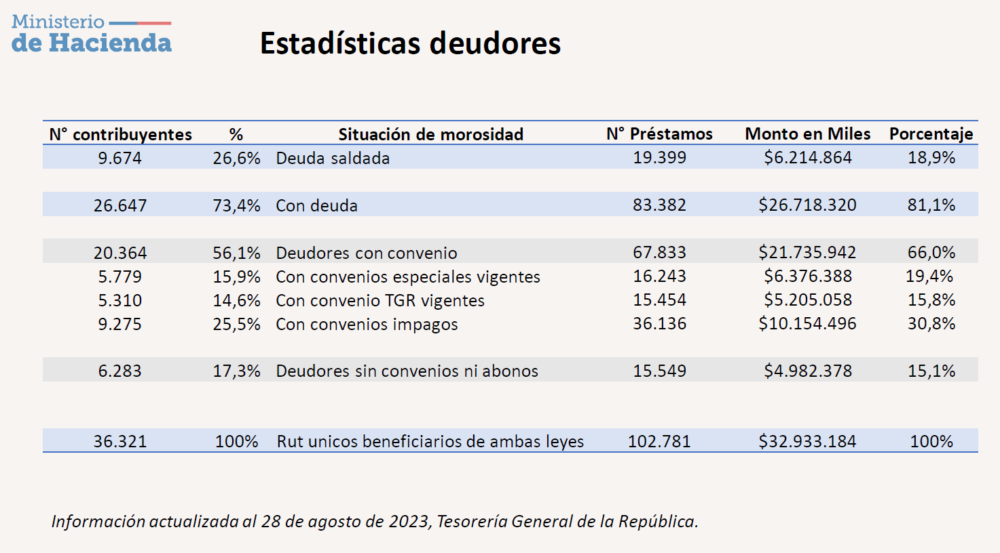 Ministerio
de Hacienda
Estadísticas deudores
N° contribuyentes % Situación de morosidad N° Préstamos Monto en Miles Porcentaje
9.674 26,6% Deuda saldada 19.399 $6.214.864 18,9%
26.647 73,4% Con deuda 83.382 $26.718.320 81,1%
20.364 56,1% Deudores con convenio 67.833 $21.735.942 66,0%
5.779 15,9% Con convenios especiales vigentes 16.243 $6.376.388 19,4%
5.310 14,6% Con convenio TGR vigentes 15.454 $5.205.058 15,8%
9.275 25,5% Con convenios impagos 36.136 $10.154.496 30,8%
6.283 17,3% Deudores sin convenios ni abonos 15.549 $4.982.378 15,1%
36.321 100% Rut unicos beneficiarios de ambas leyes 102.781 $32.933.184 100%
Información actualizada al 28 de agosto de 2023, Tesorería General de la República.